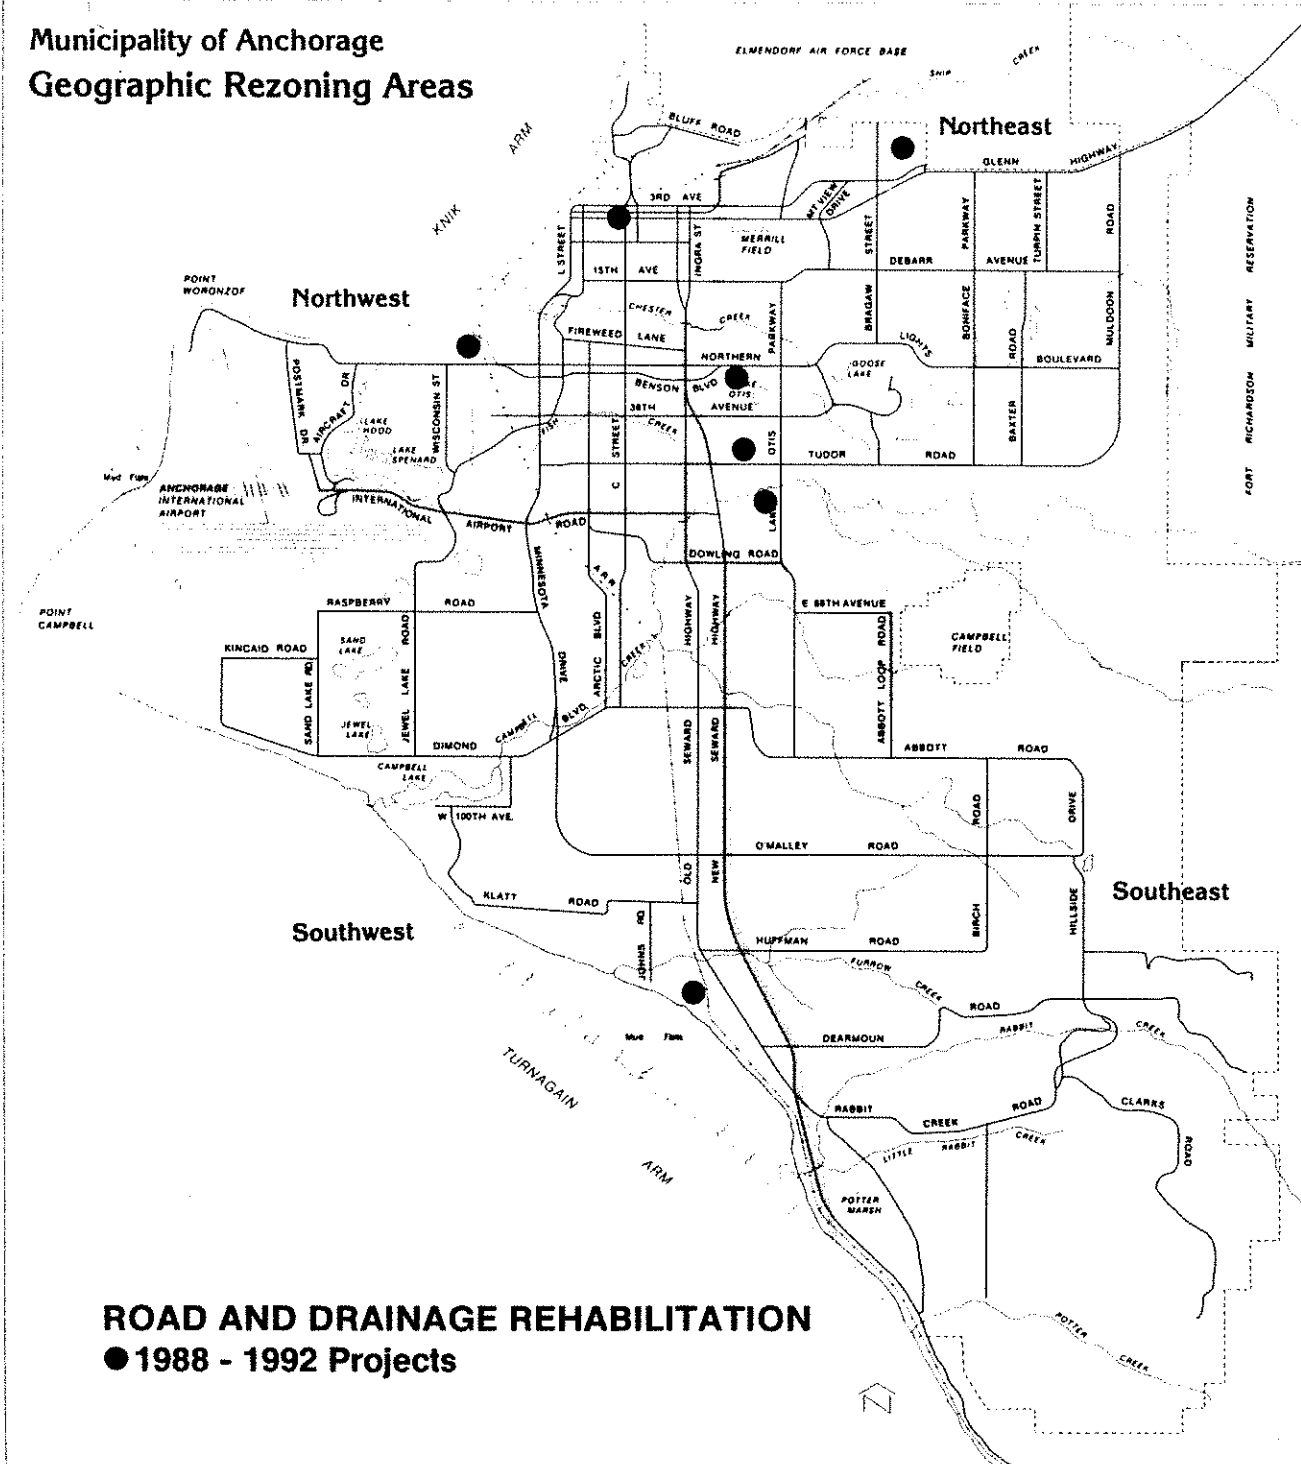 Municipality of Anchorage
Geographic Rezoning Areas
ELMENDORF AIR FORCE BASE
SHIP CREEK
KNIK ARM
BLUFF ROAD
Northeast
GLENN HIGHWAY
3RD AVE
MT VIEW DRIVE
L STREET
INGRA ST
MERRILL FIELD
STREET
PARKWAY
TURPIN STREET
ROAD
FORT RICHARDSON MILITARY RESERVATION
15TH AVE
DEBARR AVENUE
POINT WORONZOF
Northwest
CHESTER CREEK
PARKWAY
BRAGAW
BONIFACE
ROAD
MULDOON
FIREWEED LANE
NORTHERN LIGHTS BOULEVARD
GOOSE LAKE
POSTMARK DR
AIRCRAFT DR
WISCONSIN ST
BENSON BLVD
OTIS
36TH AVENUE
BAXTER
LAKE HOOD
FISH CREEK
C STREET
LAKE SPENARD
OTIS
TUDOR ROAD
Mud Flats
ANCHORAGE INTERNATIONAL AIRPORT
INTERNATIONAL AIRPORT ROAD
LAKE
MINNESOTA
DOWLING ROAD
A.R.R.
POINT CAMPBELL
RASPBERRY ROAD
E 68TH AVENUE
CAMPBELL FIELD
KINCAID ROAD
SAND LAKE
SAND LAKE RD
JEWEL LAKE ROAD
JEWEL LAKE
DRIVE
ARCTIC BLVD
CREEK
HIGHWAY
HIGHWAY
ABBOTT LOOP ROAD
DIMOND
CAMPBELL
BLVD
SEWARD
SEWARD
ABBOTT ROAD
CAMPBELL LAKE
W 100TH AVE.
ROAD
DRIVE
O'MALLEY ROAD
OLD
NEW
KLATT ROAD
JOHNS RD
BIRCH
HILLSIDE
Southeast
Southwest
HUFFMAN ROAD
FURROW CREEK
ROAD
RABBIT CREEK
Mud Flats
DEARMOUN
TURNAGAIN ARM
RABBIT CREEK ROAD
CLARKS ROAD
LITTLE RABBIT CREEK
POTTER MARSH
POTTER CREEK
ROAD AND DRAINAGE REHABILITATION
1988 - 1992 Projects